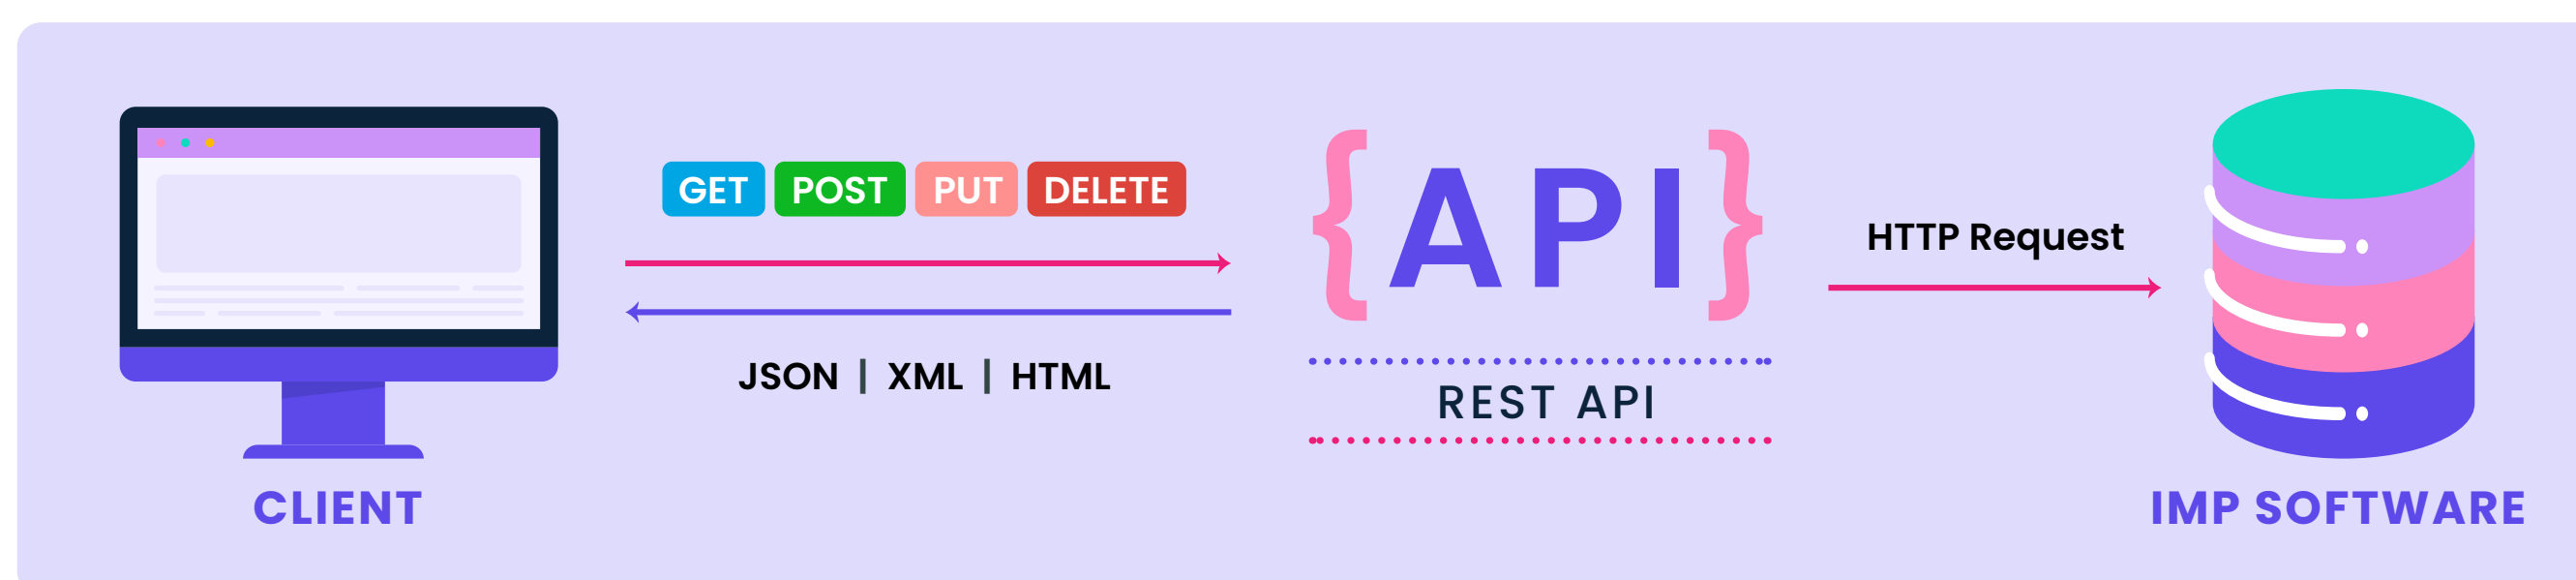 GET POST PUT DELETE
JSON | XML | HTML
{API}
REST API
HTTP Request
CLIENT
IMP SOFTWARE